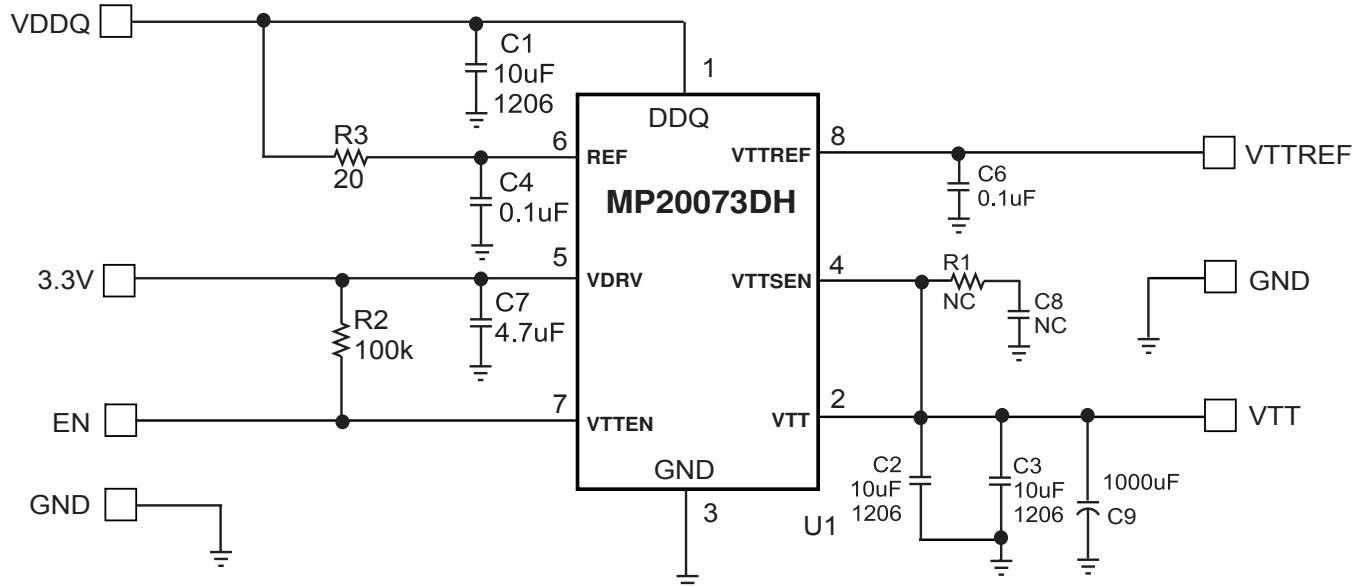 VDDQ
C1
10uF
1206
1
DDQ
R3
20
6
REF
VTTREF
8
VTTREF
C4
0.1uF
MP20073DH
C6
0.1uF
3.3V
5
VDRV
VTTSEN
4
R1
NC
GND
C7
4.7uF
C8
NC
R2
100k
EN
7
VTTEN
VTT
2
VTT
GND
C2
10uF
1206
C3
10uF
1206
1000uF
C9
GND
3
U1